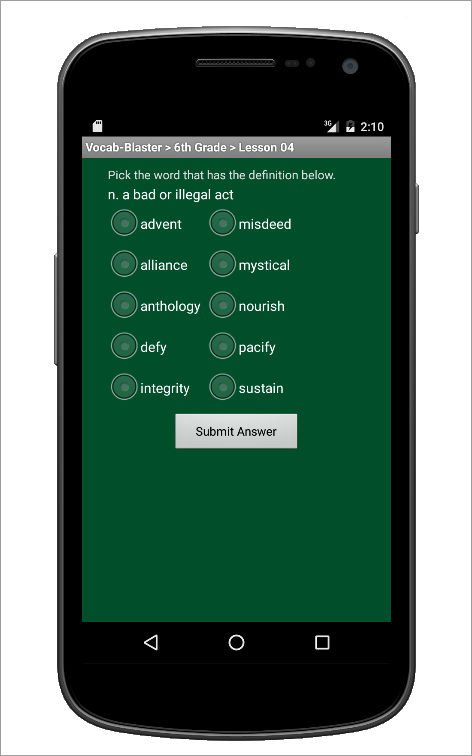 3G 2:10
Vocab-Blaster > 6th Grade > Lesson 04
Pick the word that has the definition below.
n. a bad or illegal act
advent misdeed
alliance mystical
anthology nourish
defy pacify
integrity sustain
Submit Answer